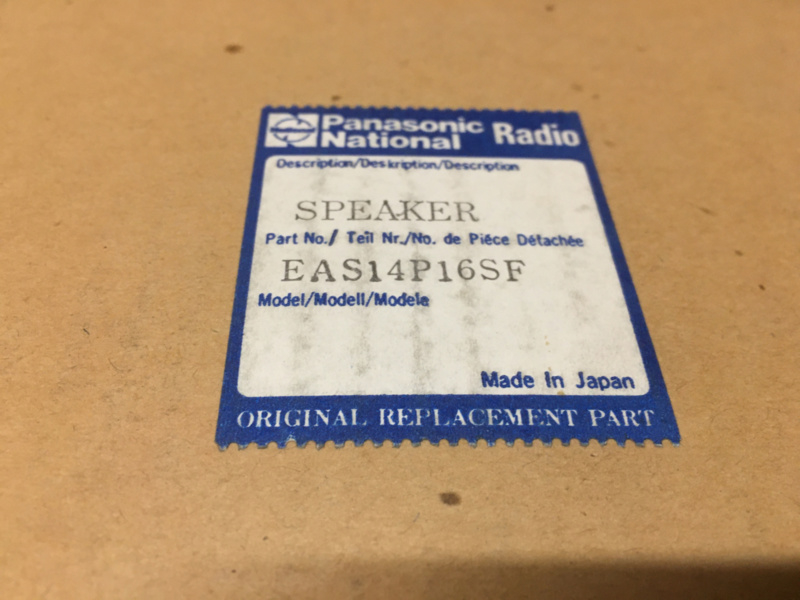 Panasonic
National
Radio
Description/Deskription/Description
SPEAKER
Part No./ Teil Nr./No. de Piéce Détachée
EAS14P16SF
Model/Modell/Modele
Made In Japan
ORIGINAL REPLACEMENT PART